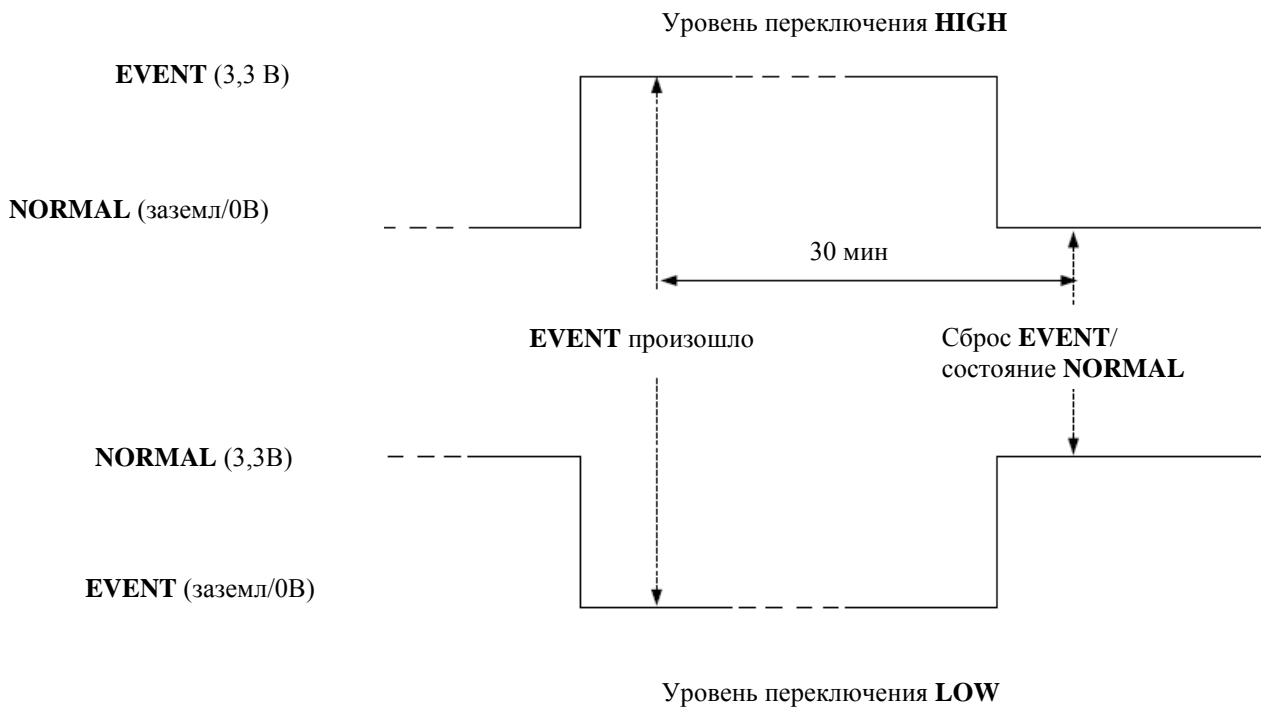 Уровень переключения HIGH
EVENT (3,3 В)
NORMAL (заземл/0В)
30 мин
EVENT произошло
Сброс EVENT/
состояние NORMAL
NORMAL (3,3В)
EVENT (заземл/0В)
Уровень переключения LOW